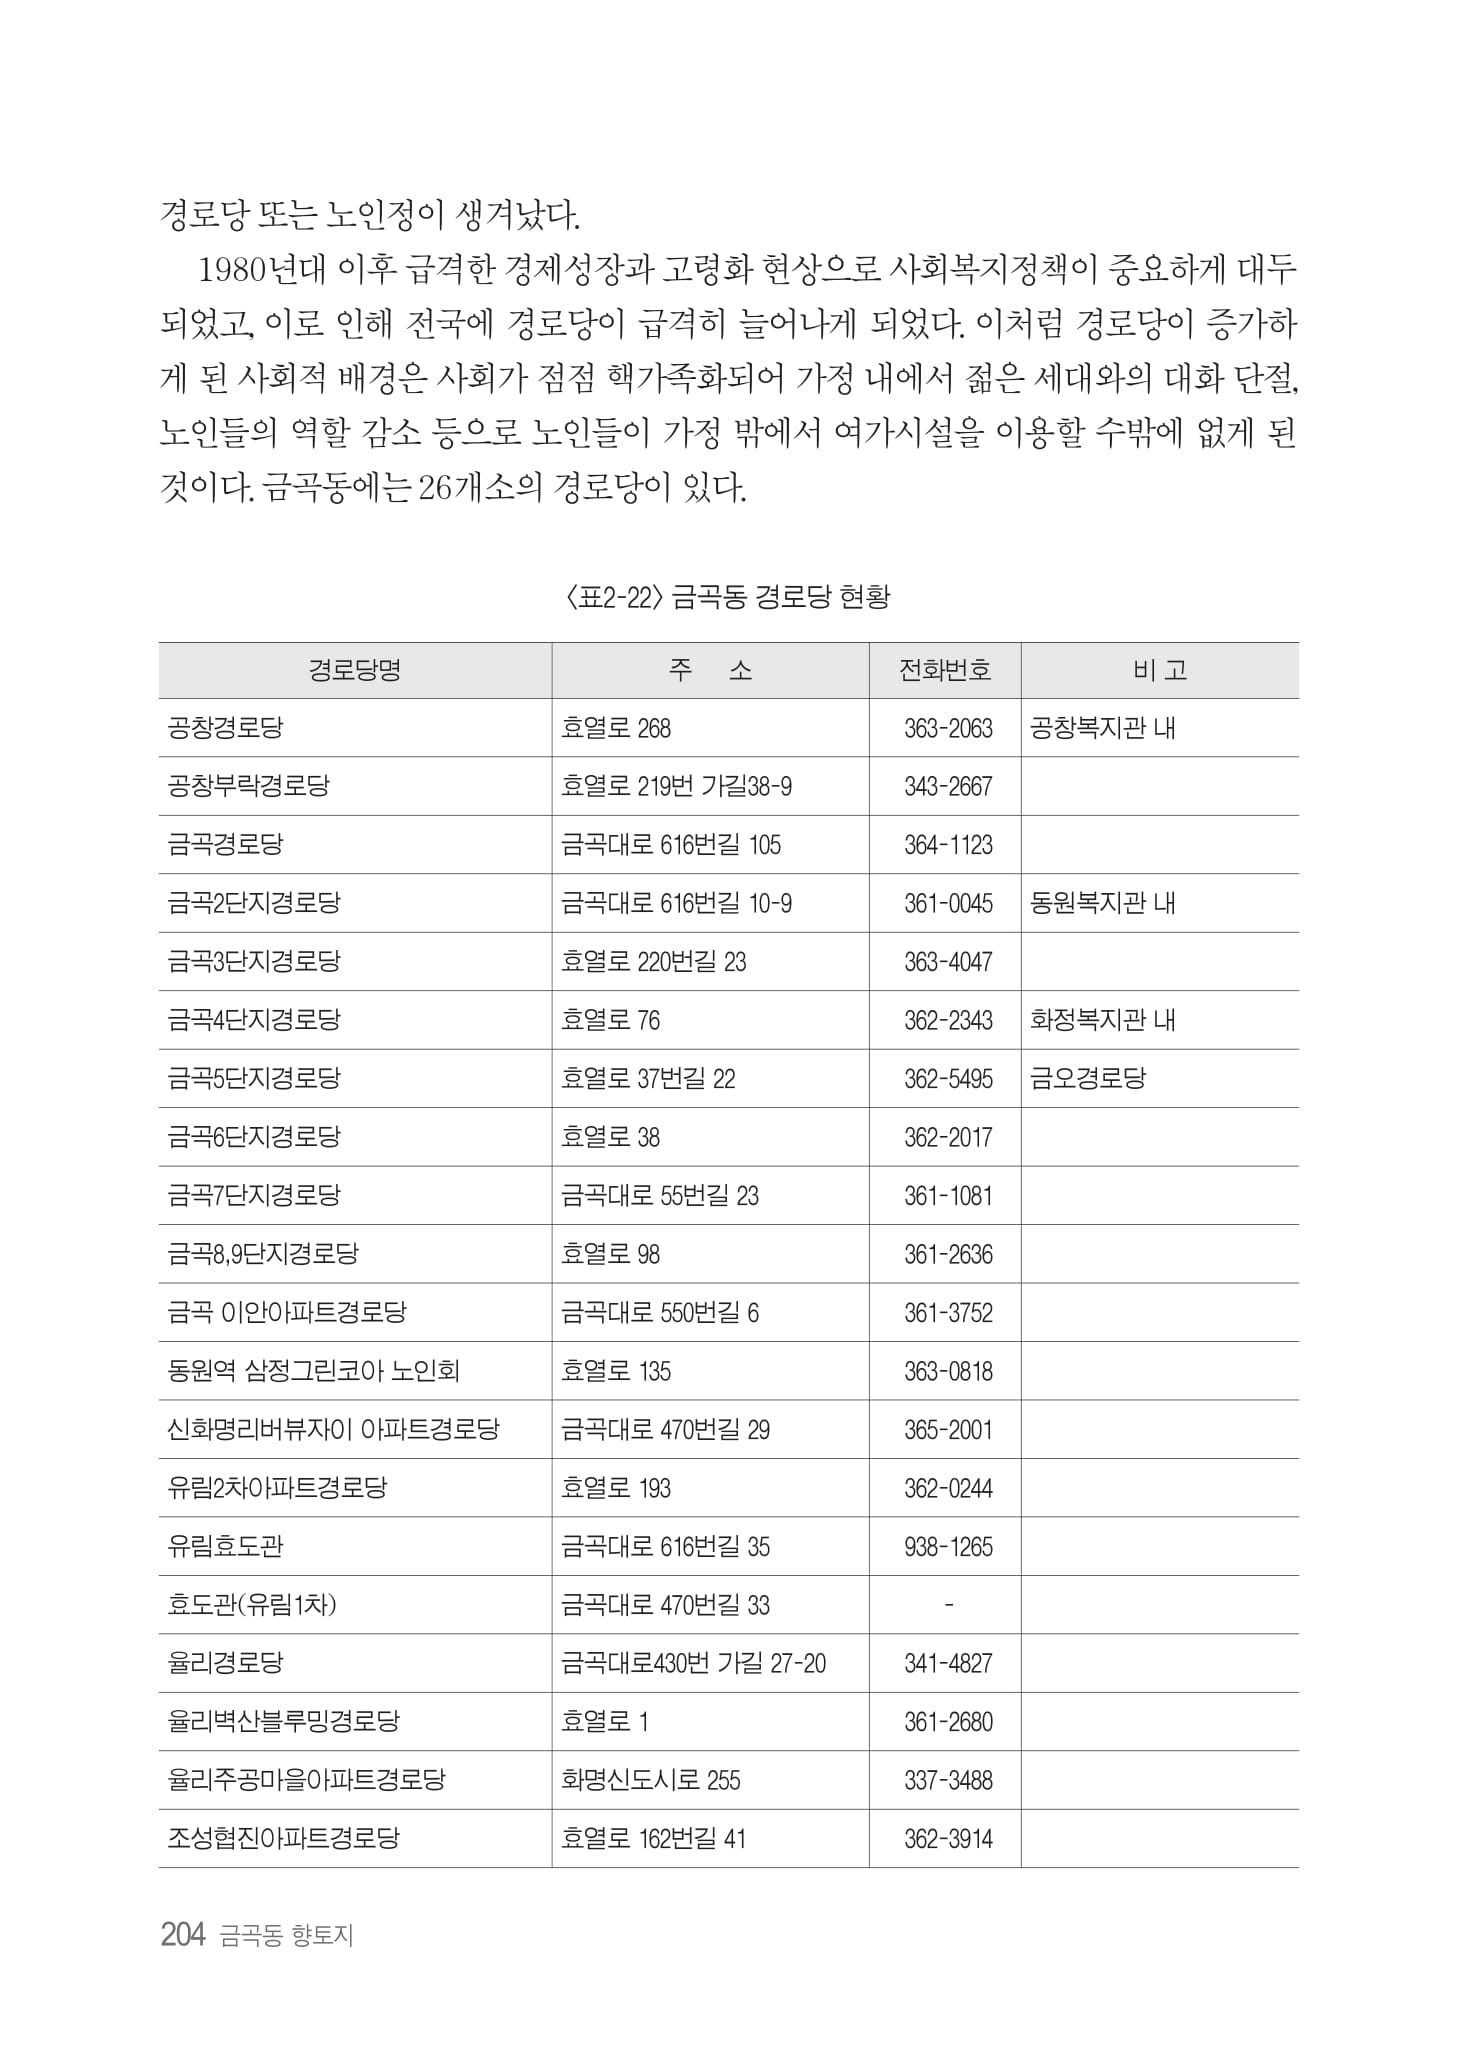 경로당 또는 노인정이 생겨났다.
1980년대 이후 급격한 경제성장과 고령화 현상으로 사회복지정책이 중요하게 대두
되었고, 이로 인해 전국에 경로당이 급격히 늘어나게 되었다. 이처럼 경로당이 증가하
게 된 사회적 배경은 사회가 점점 핵가족화되어 가정 내에서 젊은 세대와의 대화 단절,
노인들의 역할 감소 등으로 노인들이 가정 밖에서 여가시설을 이용할 수밖에 없게 된
것이다. 금곡동에는 26개소의 경로당이 있다.
〈표2-22〉 금곡동 경로당 현황
경로당명 주 소 전화번호 비 고
공창경로당 효열로 268 363-2063 공창복지관 내
공창부락경로당 효열로 219번 가길38-9 343-2667
금곡경로당 금곡대로 616번길 105 364-1123
금곡2단지경로당 금곡대로 616번길 10-9 361-0045 동원복지관 내
금곡3단지경로당 효열로 220번길 23 363-4047
금곡4단지경로당 효열로 76 362-2343 화정복지관 내
금곡5단지경로당 효열로 37번길 22 362-5495 금오경로당
금곡6단지경로당 효열로 38 362-2017
금곡7단지경로당 금곡대로 55번길 23 361-1081
금곡8,9단지경로당 효열로 98 361-2636
금곡 이안아파트경로당 금곡대로 550번길 6 361-3752
동원역 삼정그린코아 노인회 효열로 135 363-0818
신화명리버뷰자이 아파트경로당 금곡대로 470번길 29 365-2001
유림2차아파트경로당 효열로 193 362-0244
유림효도관 금곡대로 616번길 35 938-1265
효도관(유림1차) 금곡대로 470번길 33 -
율리경로당 금곡대로430번 가길 27-20 341-4827
율리벽산블루밍경로당 효열로 1 361-2680
율리주공마을아파트경로당 화명신도시로 255 337-3488
조성협진아파트경로당 효열로 162번길 41 362-3914
204 금곡동 향토지